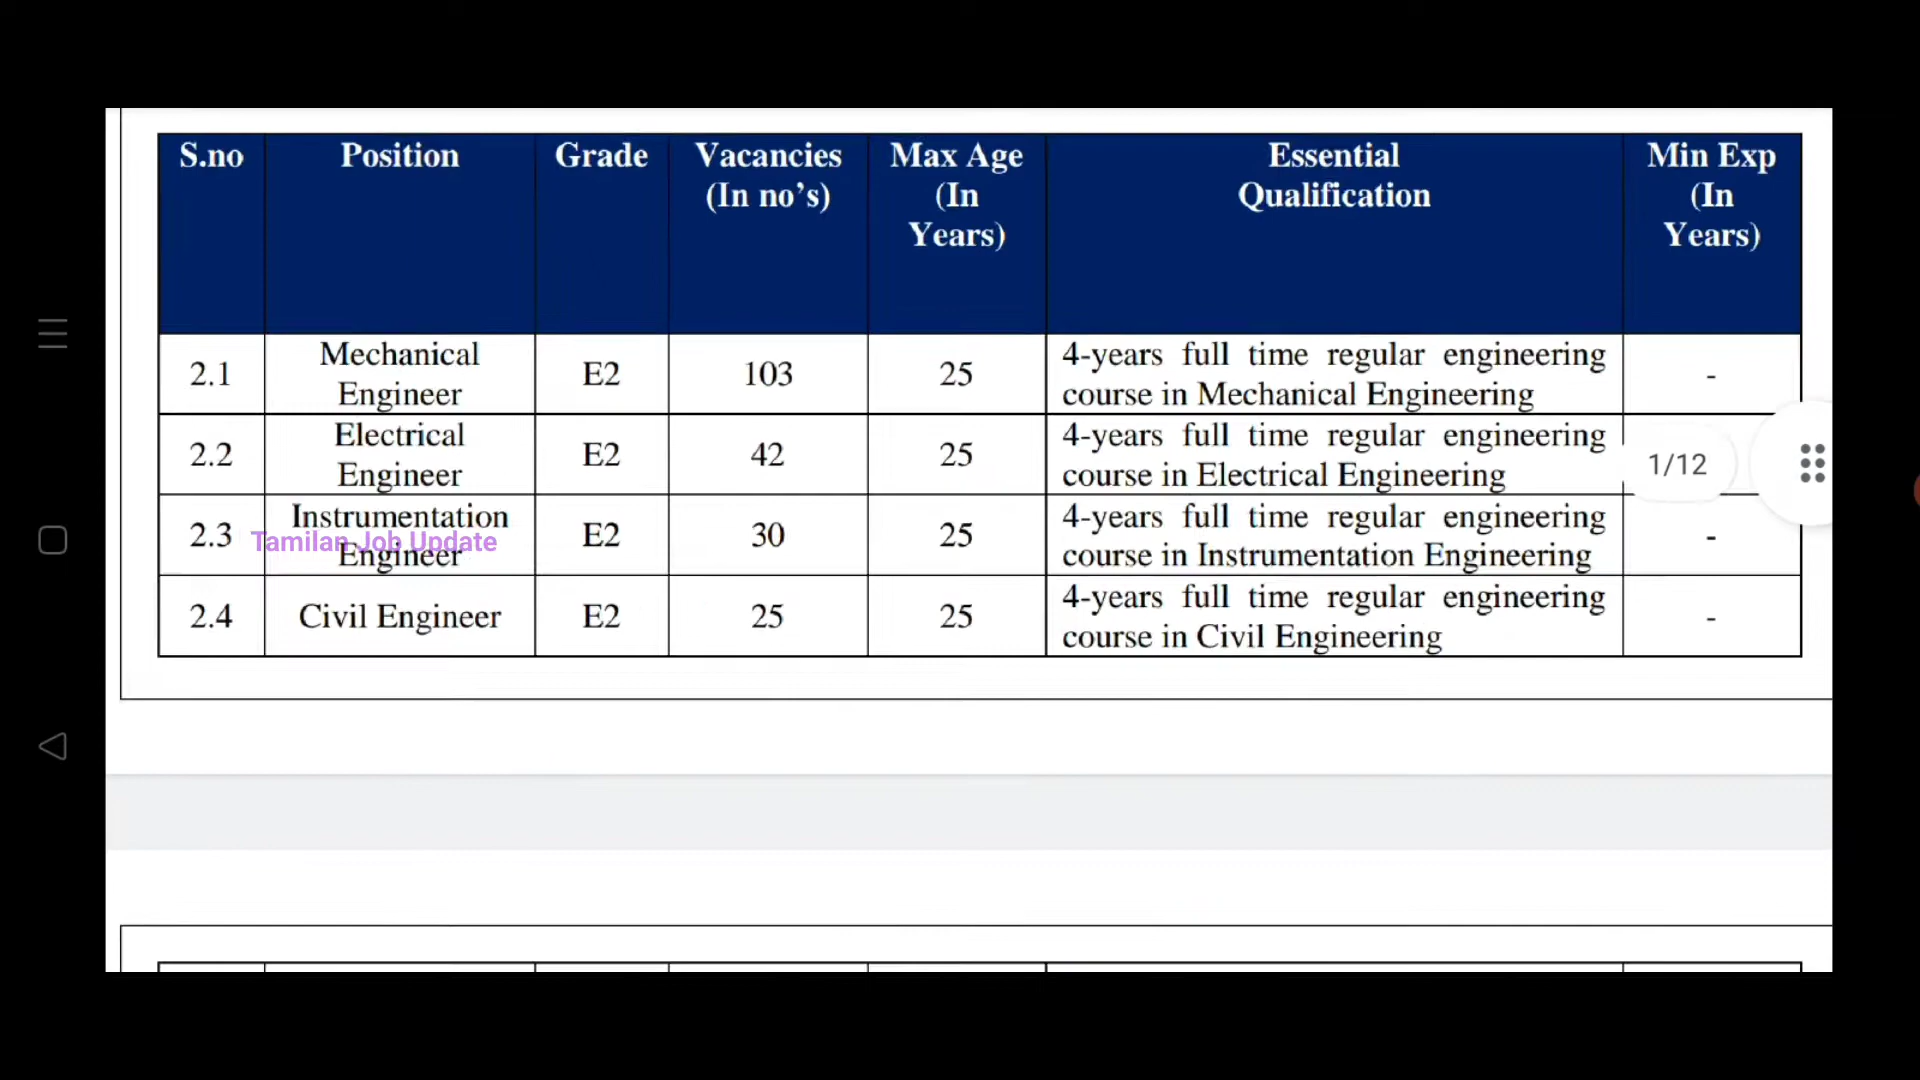 S.no Position Grade Vacancies (In no’s) Max Age (In Years) Essential Qualification Min Exp (In Years)
2.1 Mechanical Engineer E2 103 25 4-years full time regular engineering course in Mechanical Engineering -
2.2 Electrical Engineer E2 42 25 4-years full time regular engineering course in Electrical Engineering
1/12
2.3 Instrumentation Engineer E2 30 25 4-years full time regular engineering course in Instrumentation Engineering -
Tamilan Job Update
2.4 Civil Engineer E2 25 25 4-years full time regular engineering course in Civil Engineering -